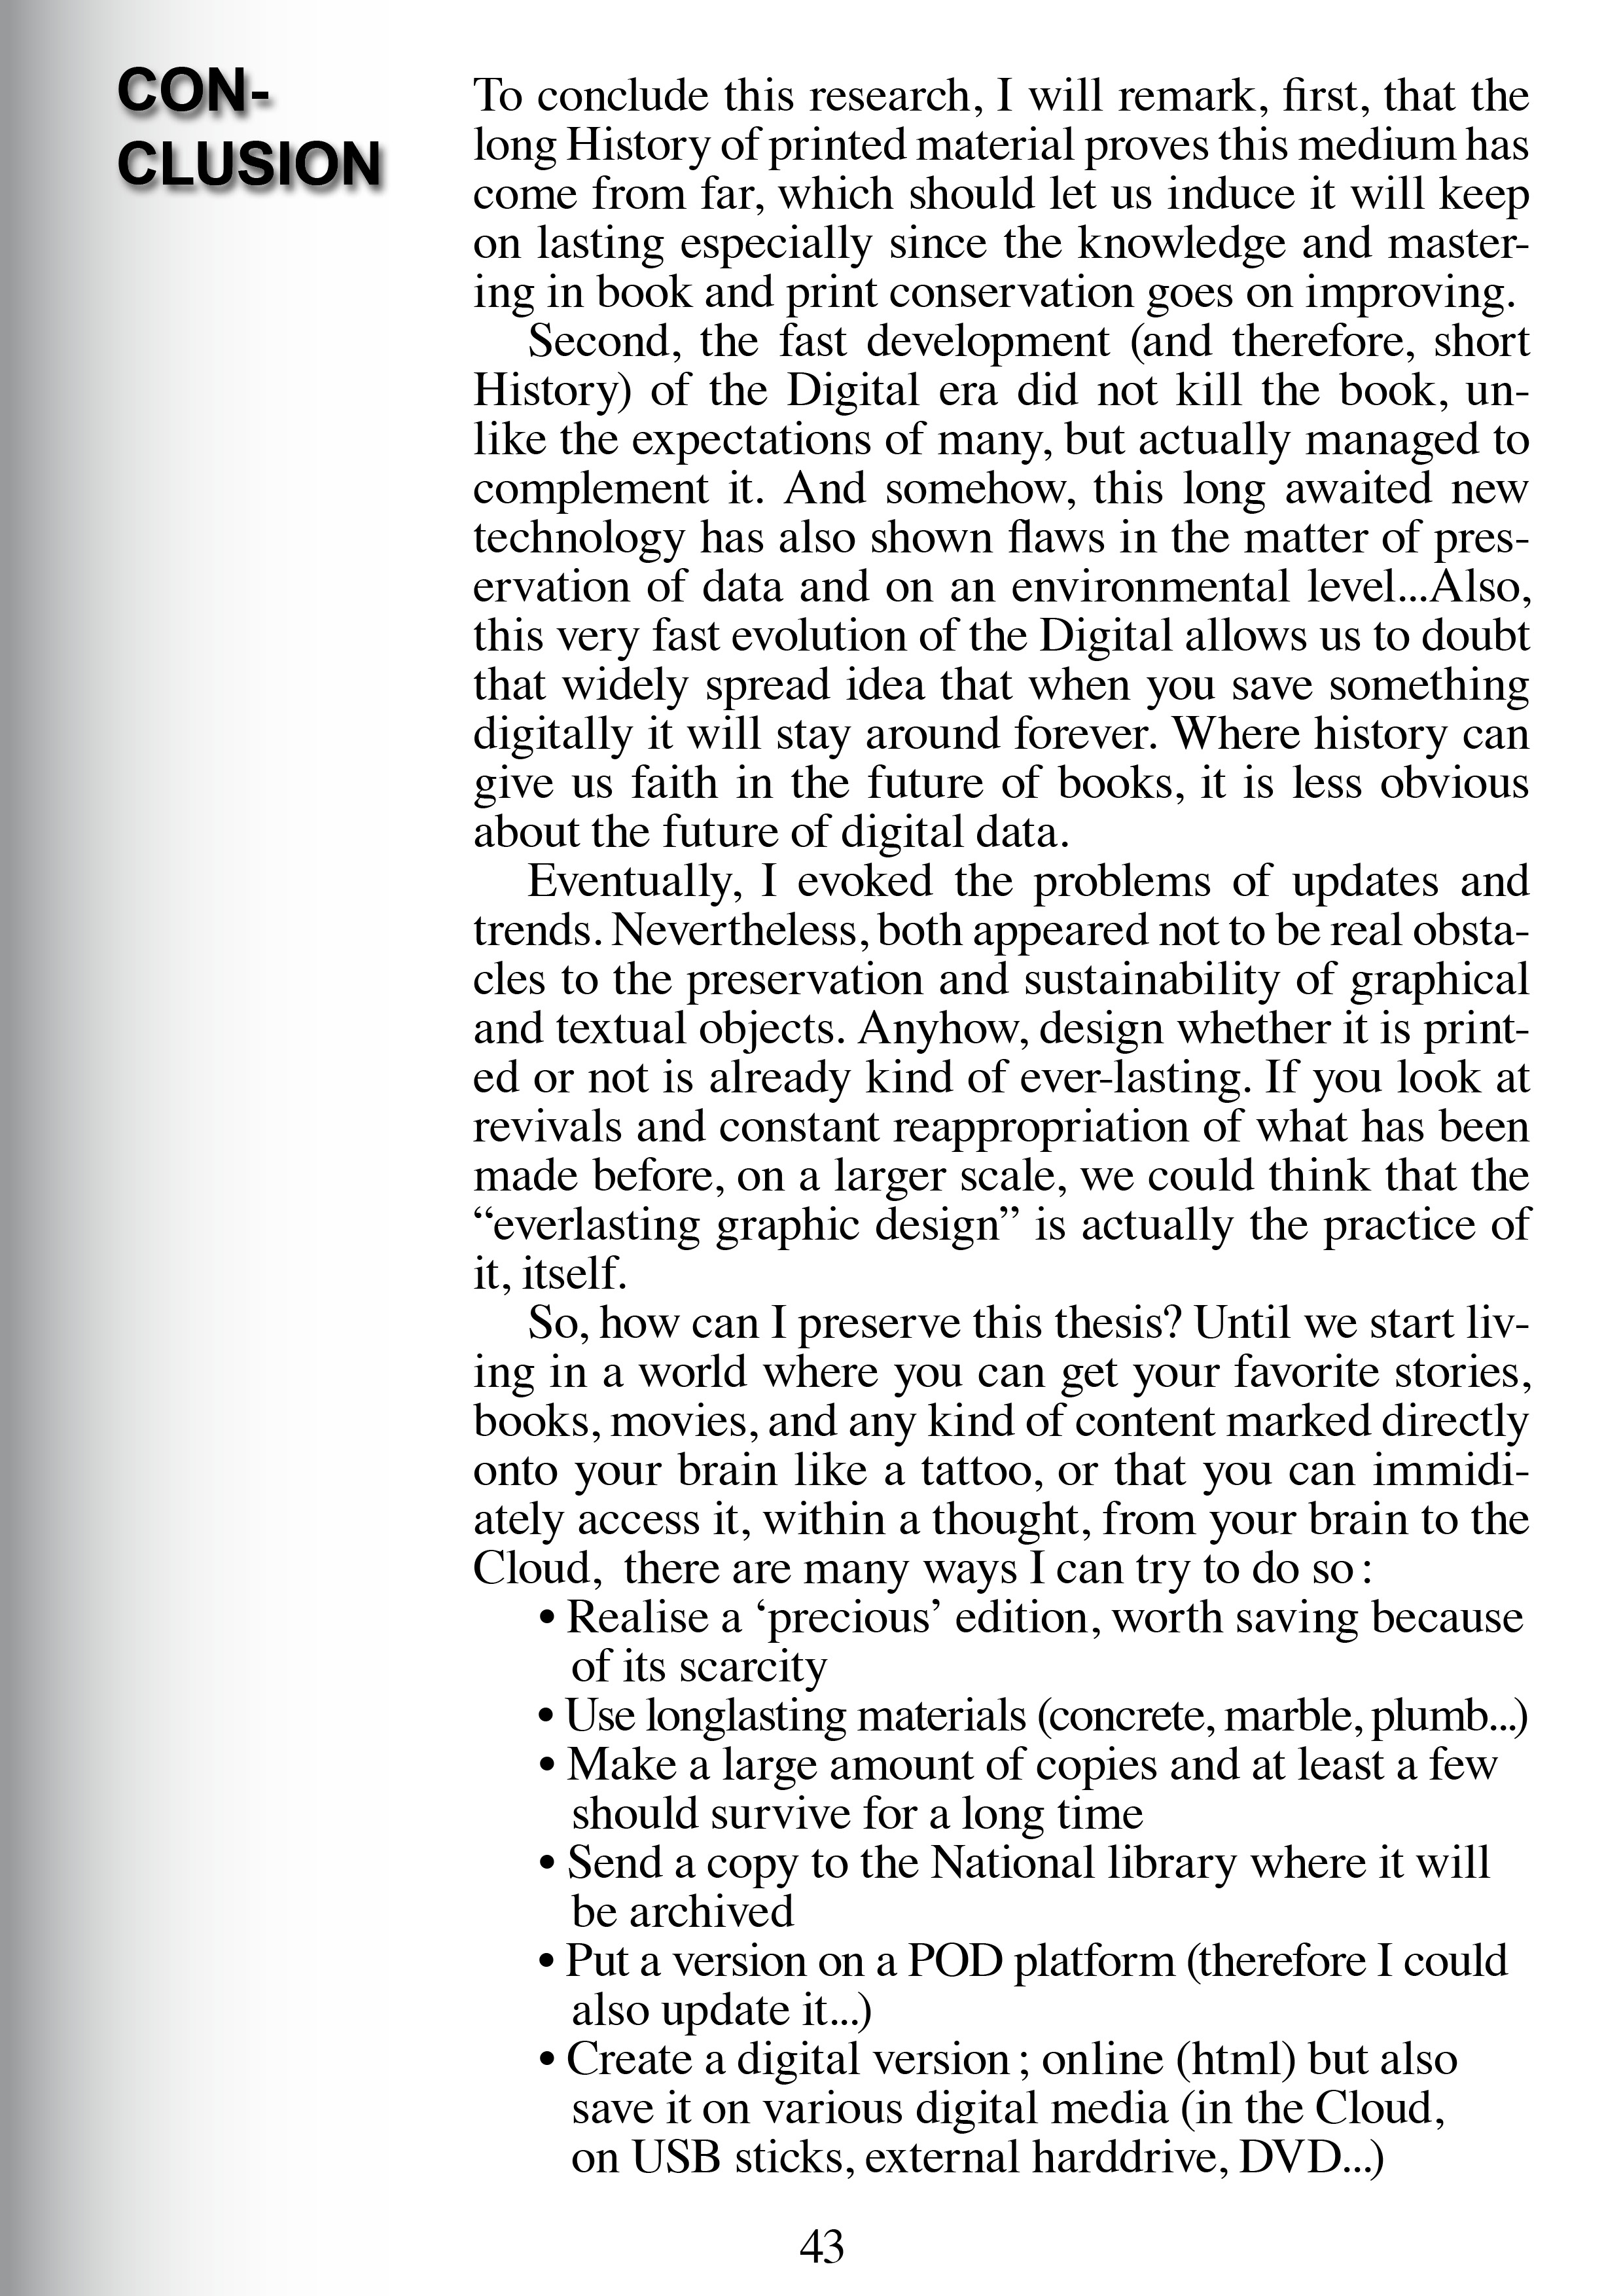 CON-
CLUSION
To conclude this research, I will remark, first, that the
long History of printed material proves this medium has
come from far, which should let us induce it will keep
on lasting especially since the knowledge and master-
ing in book and print conservation goes on improving.
Second, the fast development (and therefore, short
History) of the Digital era did not kill the book, un-
like the expectations of many, but actually managed to
complement it. And somehow, this long awaited new
technology has also shown flaws in the matter of pres-
ervation of data and on an environmental level...Also,
this very fast evolution of the Digital allows us to doubt
that widely spread idea that when you save something
digitally it will stay around forever. Where history can
give us faith in the future of books, it is less obvious
about the future of digital data.
Eventually, I evoked the problems of updates and
trends. Nevertheless, both appeared not to be real obsta-
cles to the preservation and sustainability of graphical
and textual objects. Anyhow, design whether it is print-
ed or not is already kind of ever-lasting. If you look at
revivals and constant reappropriation of what has been
made before, on a larger scale, we could think that the
“everlasting graphic design” is actually the practice of
it, itself.
So, how can I preserve this thesis? Until we start liv-
ing in a world where you can get your favorite stories,
books, movies, and any kind of content marked directly
onto your brain like a tattoo, or that you can immidi-
ately access it, within a thought, from your brain to the
Cloud,  there are many ways I can try to do so :
• Realise a ‘precious’ edition, worth saving because
of its scarcity
• Use longlasting materials (concrete, marble, plumb...)
• Make a large amount of copies and at least a few
should survive for a long time
• Send a copy to the National library where it will
be archived
• Put a version on a POD platform (therefore I could
also update it...)
• Create a digital version ; online (html) but also
save it on various digital media (in the Cloud,
on USB sticks, external harddrive, DVD...)
43